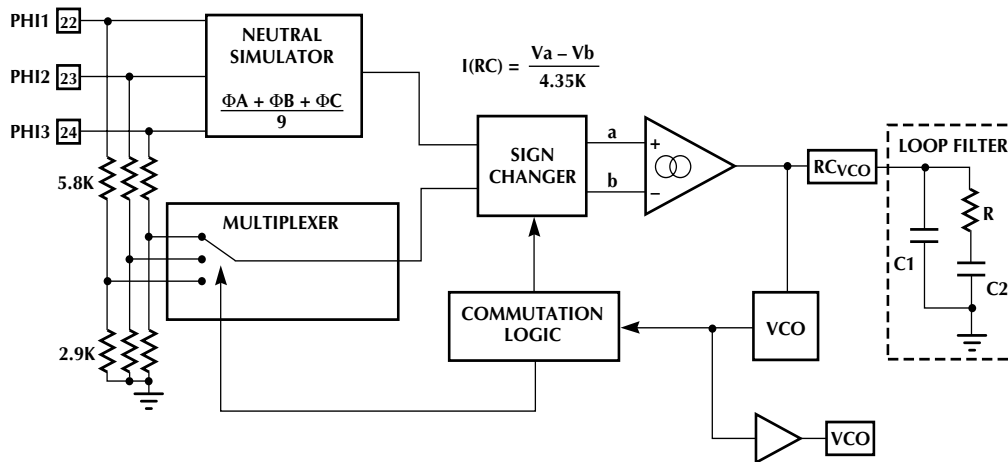 PHI1 22
PHI2 23
PHI3 24
NEUTRAL
SIMULATOR
ΦA + ΦB + ΦC
9
I(RC) = Va – Vb
4.35K
5.8K
2.9K
MULTIPLEXER
SIGN
CHANGER
a
b
+
–
RCVCO
LOOP FILTER
R
C1
C2
COMMUTATION
LOGIC
VCO
VCO